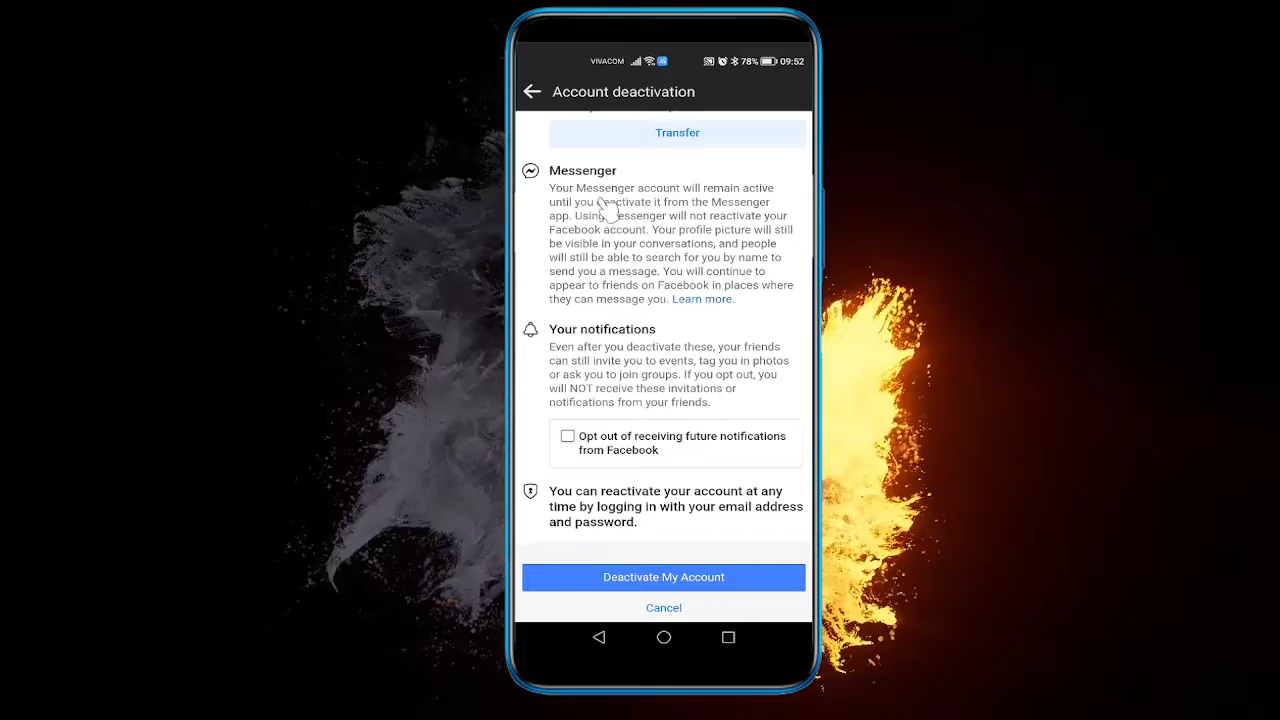 VIVACOM 78% 09:52
Account deactivation
Transfer
Messenger
Your Messenger account will remain active
until you deactivate it from the Messenger
app. Using Messenger will not reactivate your
Facebook account. Your profile picture will still
be visible in your conversations, and people
will still be able to search for you by name to
send you a message. You will continue to
appear to friends on Facebook in places where
they can message you. Learn more.
Your notifications
Even after you deactivate these, your friends
can still invite you to events, tag you in photos
or ask you to join groups. If you opt out, you
will NOT receive these invitations or
notifications from your friends.
Opt out of receiving future notifications
from Facebook
You can reactivate your account at any
time by logging in with your email address
and password.
Deactivate My Account
Cancel